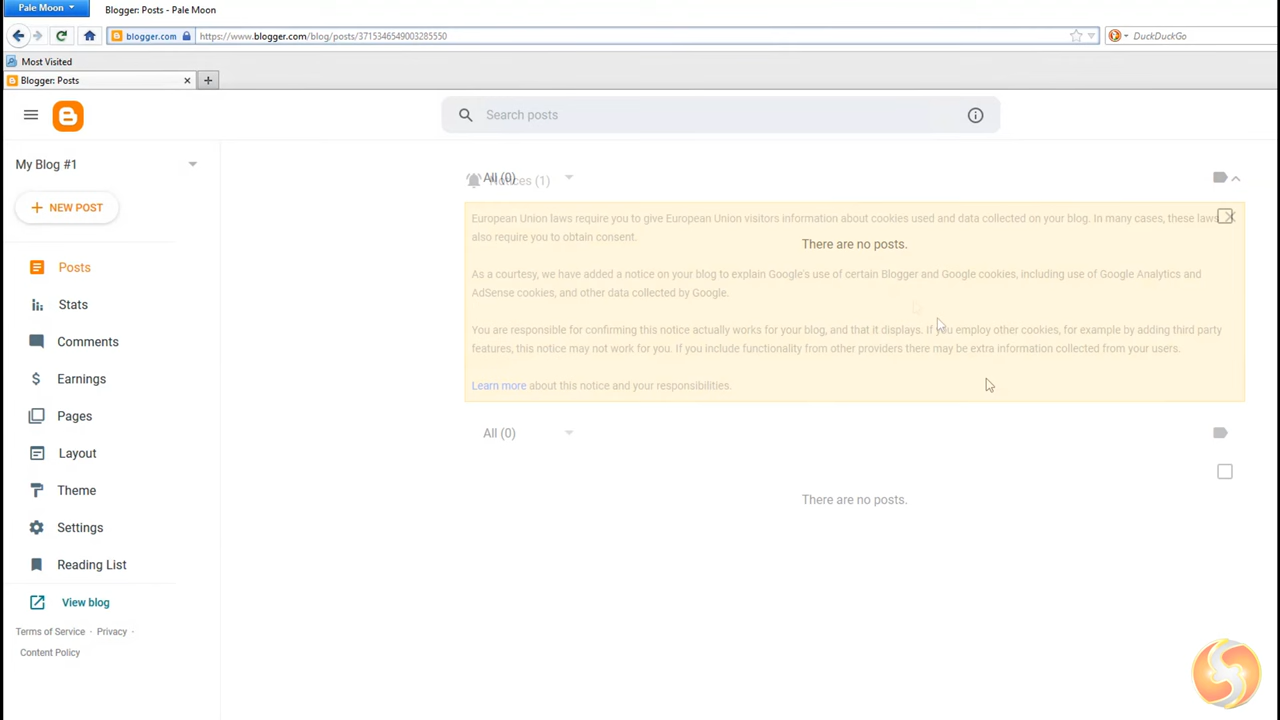 Pale Moon
Blogger: Posts - Pale Moon
blogger.com
https://www.blogger.com/blog/posts/3715346549003285550
DuckDuckGo
Most Visited
Blogger: Posts
Search posts
My Blog #1
NEW POST
Posts
Stats
Comments
Earnings
Pages
Layout
Theme
Settings
Reading List
View blog
Terms of Service · Privacy ·
Content Policy
All (0)
Notices (1)
European Union laws require you to give European Union visitors information about cookies used and data collected on your blog. In many cases, these laws
also require you to obtain consent.
There are no posts.
As a courtesy, we have added a notice on your blog to explain Google's use of certain Blogger and Google cookies, including use of Google Analytics and
AdSense cookies, and other data collected by Google.
You are responsible for confirming this notice actually works for your blog, and that it displays. If you employ other cookies, for example by adding third party
features, this notice may not work for you. If you include functionality from other providers there may be extra information collected from your users.
Learn more about this notice and your responsibilities.
All (0)
There are no posts.